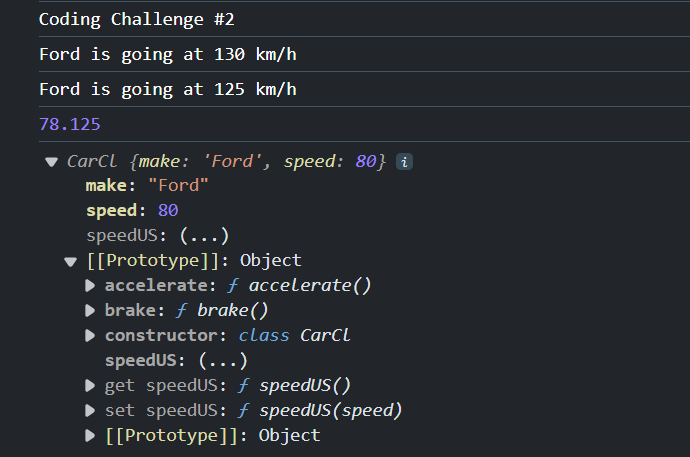 Coding Challenge #2
Ford is going at 130 km/h
Ford is going at 125 km/h
78.125
CarCl {make: 'Ford', speed: 80} i
make: "Ford"
speed: 80
speedUS: (...)
[[Prototype]]: Object
accelerate: ƒ accelerate()
brake: ƒ brake()
constructor: class CarCl
speedUS: (...)
get speedUS: ƒ speedUS()
set speedUS: ƒ speedUS(speed)
[[Prototype]]: Object